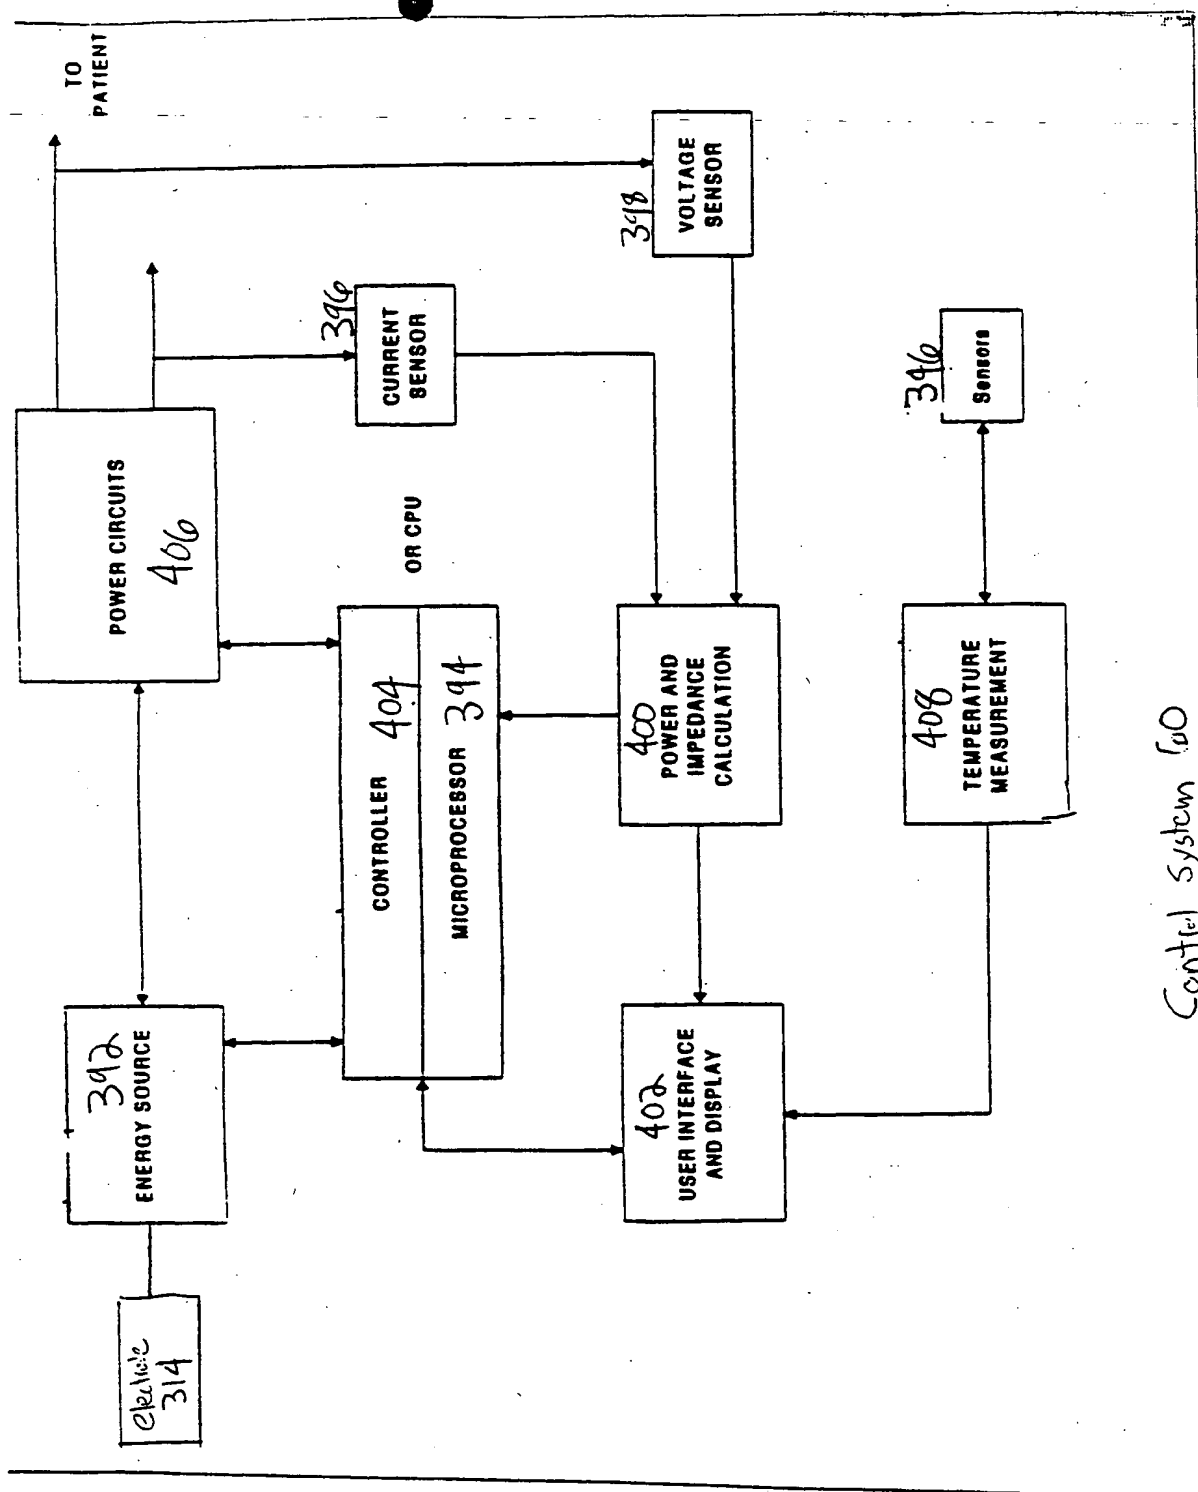 TO
PATIENT
POWER CIRCUITS
406
396
CURRENT
SENSOR
398
VOLTAGE
SENSOR
OR CPU
392
ENERGY SOURCE
electrode
314
CONTROLLER 404
MICROPROCESSOR 394
400
POWER AND
IMPEDANCE
CALCULATION
402
USER INTERFACE
AND DISPLAY
408
TEMPERATURE
MEASUREMENT
396
Sensors
Control System